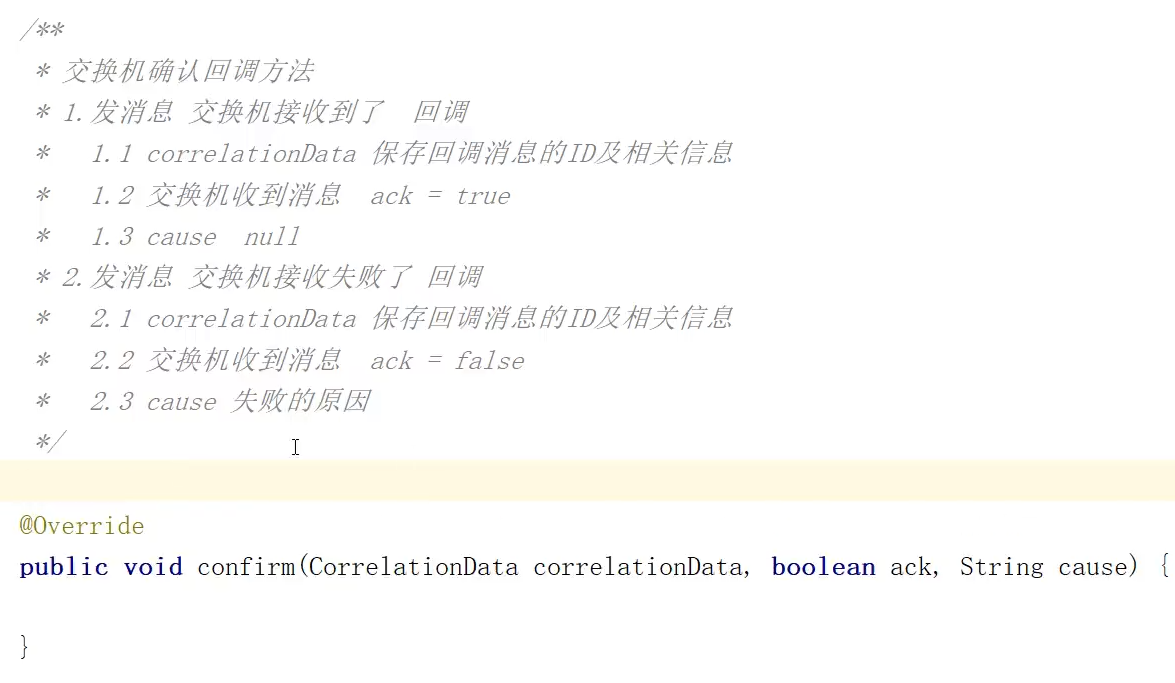 /**
 * 交换机确认回调方法
 * 1.发消息 交换机接收到了  回调
 *   1.1 correlationData 保存回调消息的ID及相关信息
 *   1.2 交换机收到消息  ack = true
 *   1.3 cause  null
 * 2.发消息 交换机接收失败了 回调
 *   2.1 correlationData 保存回调消息的ID及相关信息
 *   2.2 交换机收到消息  ack = false
 *   2.3 cause 失败的原因
 */
@Override
public void confirm(CorrelationData correlationData, boolean ack, String cause) {
}